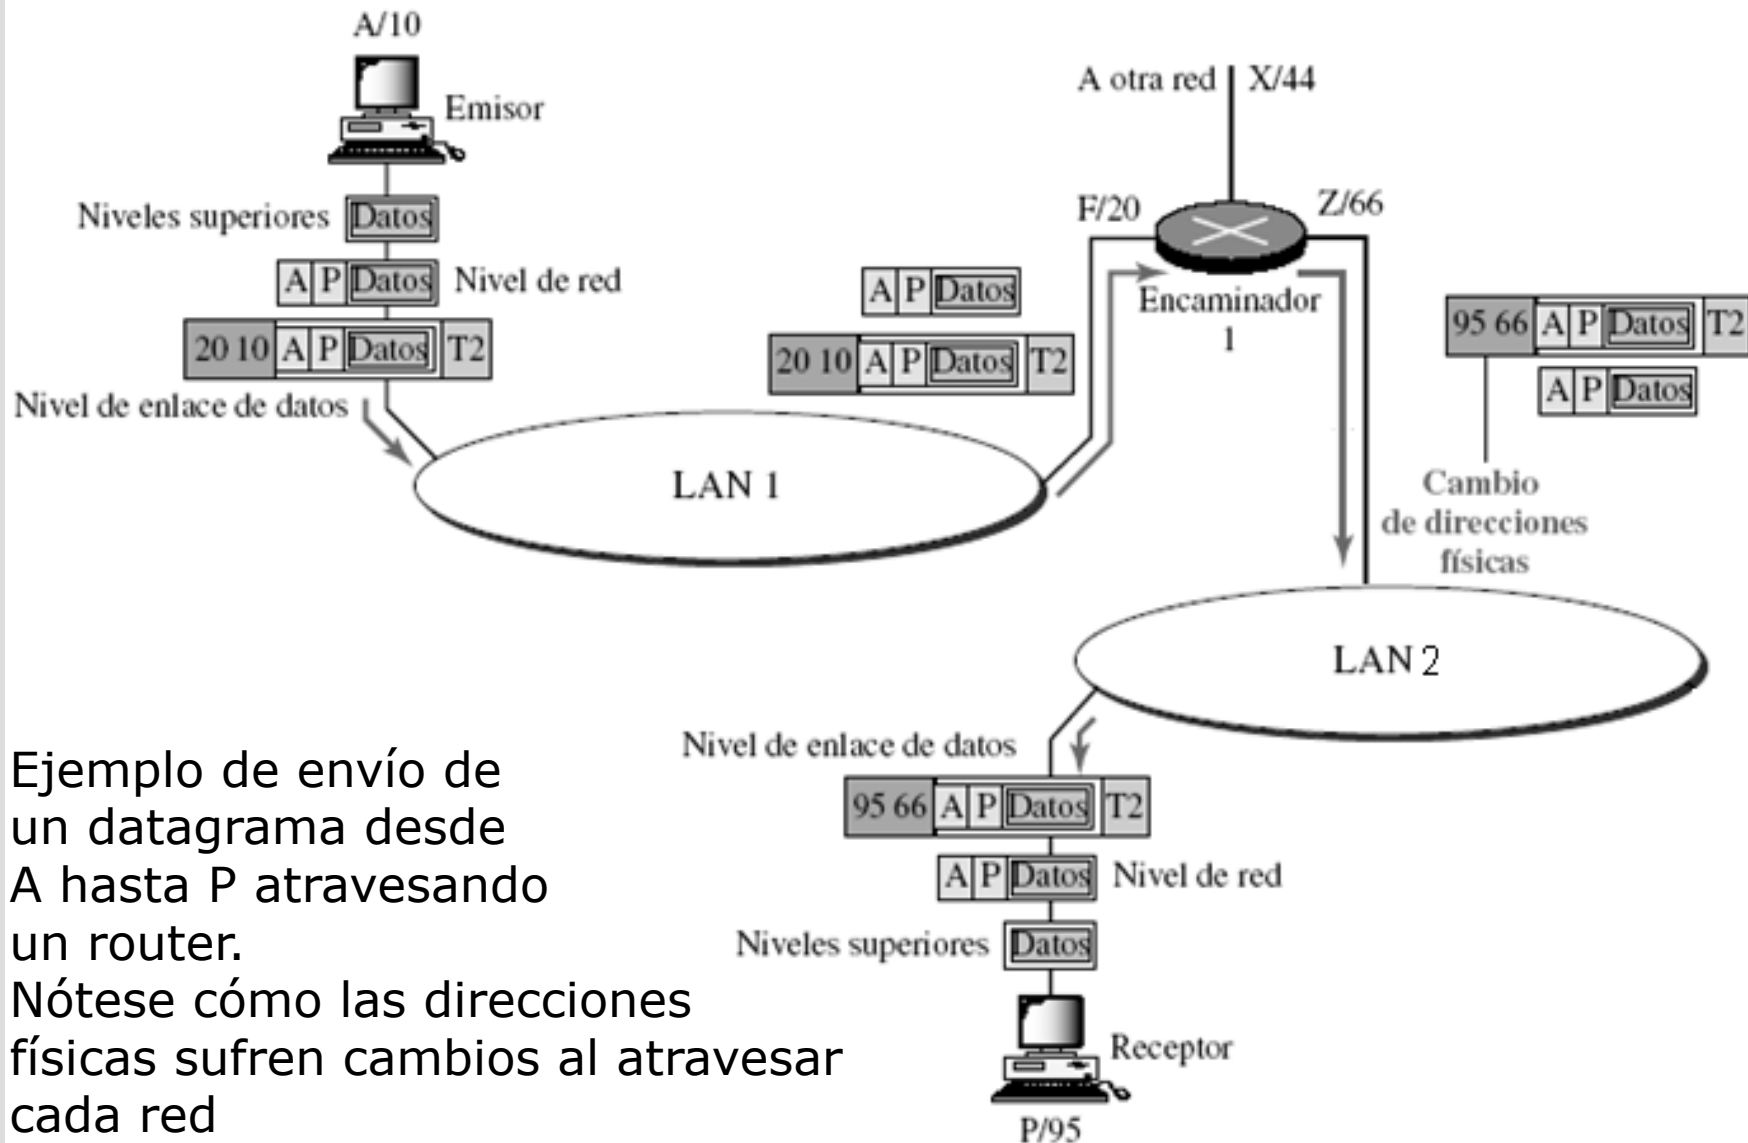 A/10
Emisor
Niveles superiores Datos
A P Datos Nivel de red
20 10 A P Datos T2
Nivel de enlace de datos
LAN 1
A P Datos
20 10 A P Datos T2
A otra red X/44
F/20 Z/66
Encaminador
1
95 66 A P Datos T2
A P Datos
Cambio
de direcciones
físicas
LAN 2
Nivel de enlace de datos
95 66 A P Datos T2
A P Datos Nivel de red
Niveles superiores Datos
Receptor
P/95
Ejemplo de envío de
un datagrama desde
A hasta P atravesando
un router.
Nótese cómo las direcciones
físicas sufren cambios al atravesar
cada red